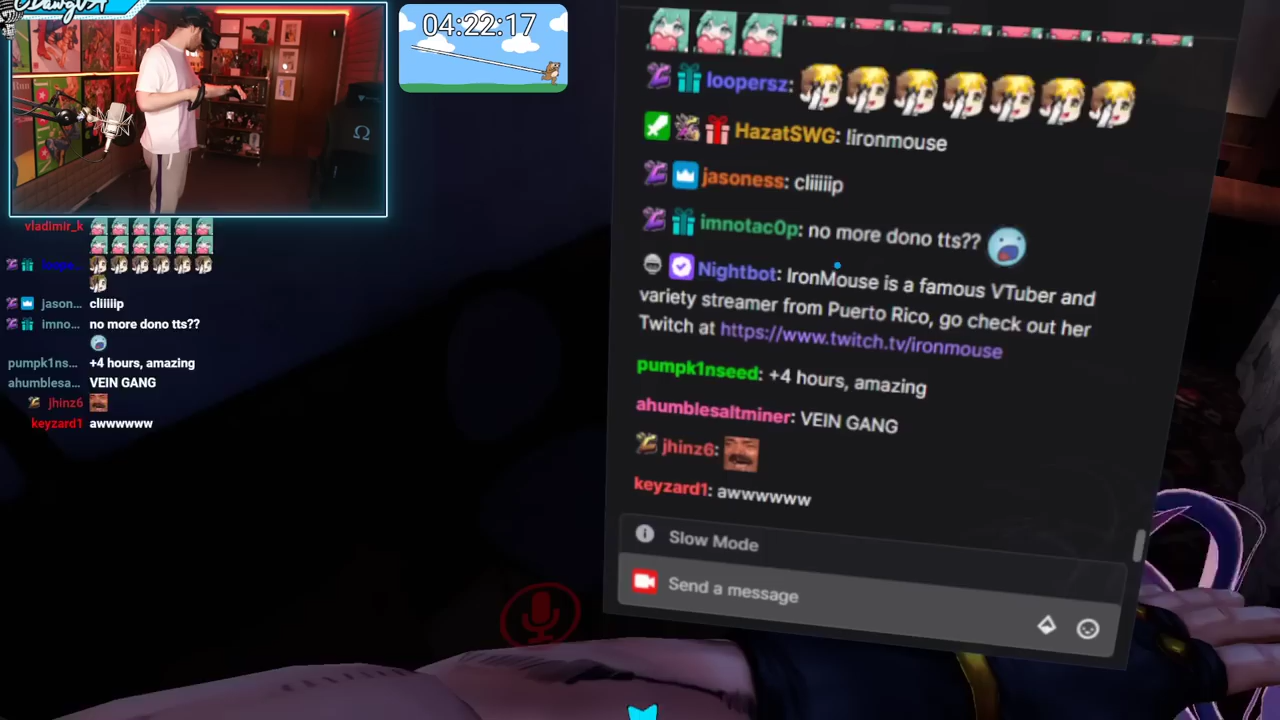 CDawgVA
04:22:17
vladimir_k
jason... cliiiiip
imno... no more dono tts??
pumpk1ns... +4 hours, amazing
ahumblesa... VEIN GANG
jhinz6
keyzard1 awwwwww
loopersz:
HazatSWG: !ironmouse
jasoness: cliiiiip
imnotac0p: no more dono tts??
Nightbot: IronMouse is a famous VTuber and
variety streamer from Puerto Rico, go check out her
Twitch at https://www.twitch.tv/ironmouse
pumpk1nseed: +4 hours, amazing
ahumblesaltminer: VEIN GANG
jhinz6:
keyzard1: awwwwww
Slow Mode
Send a message